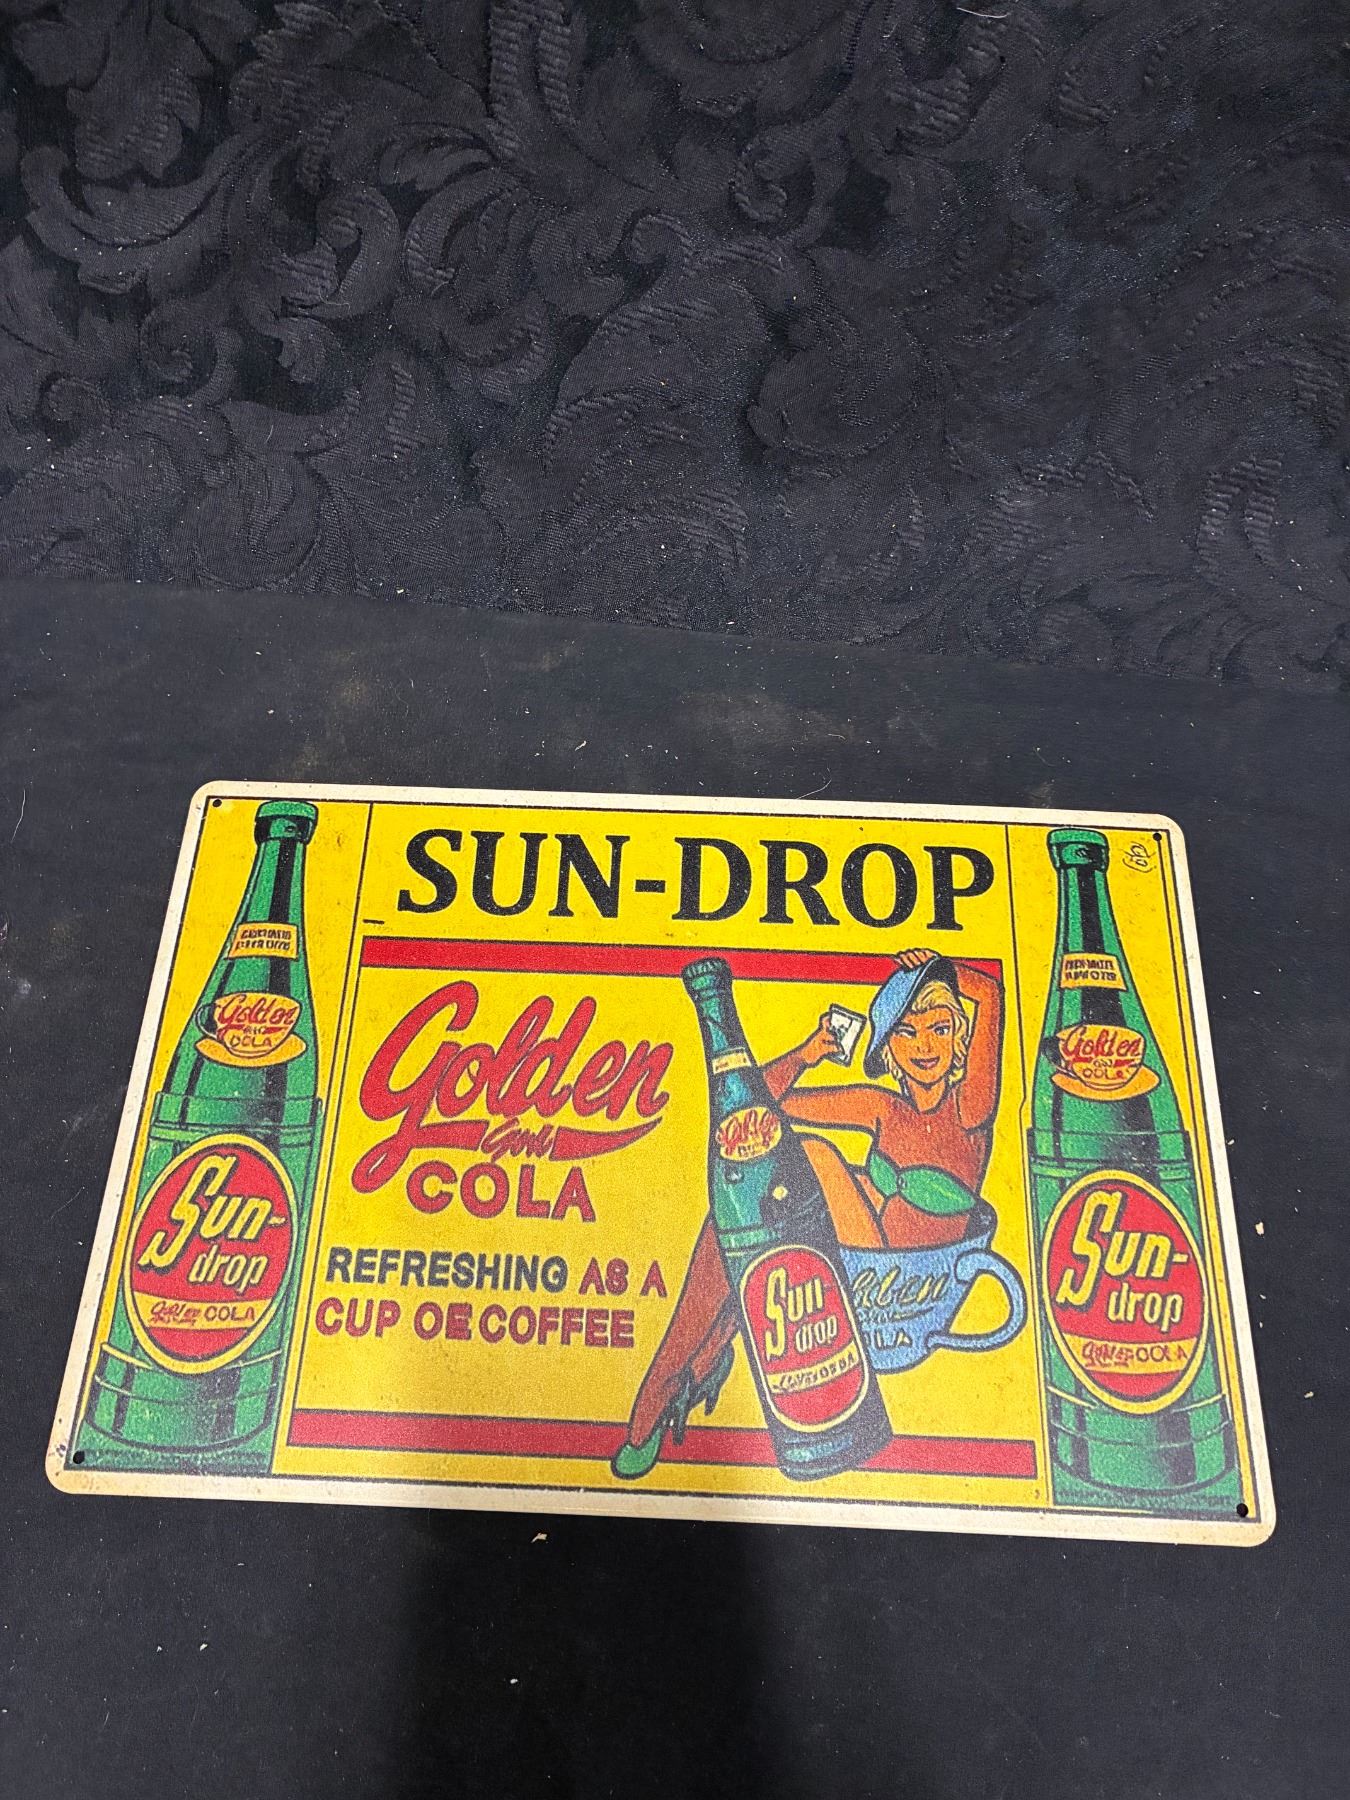 SUN-DROP
Golden
Girl
COLA
REFRESHING AS A
CUP OE COFFEE
Golden
COLA
Sun-
drop
COLA
Sun
drop
Golden
COLA
Sun-
drop
COLA